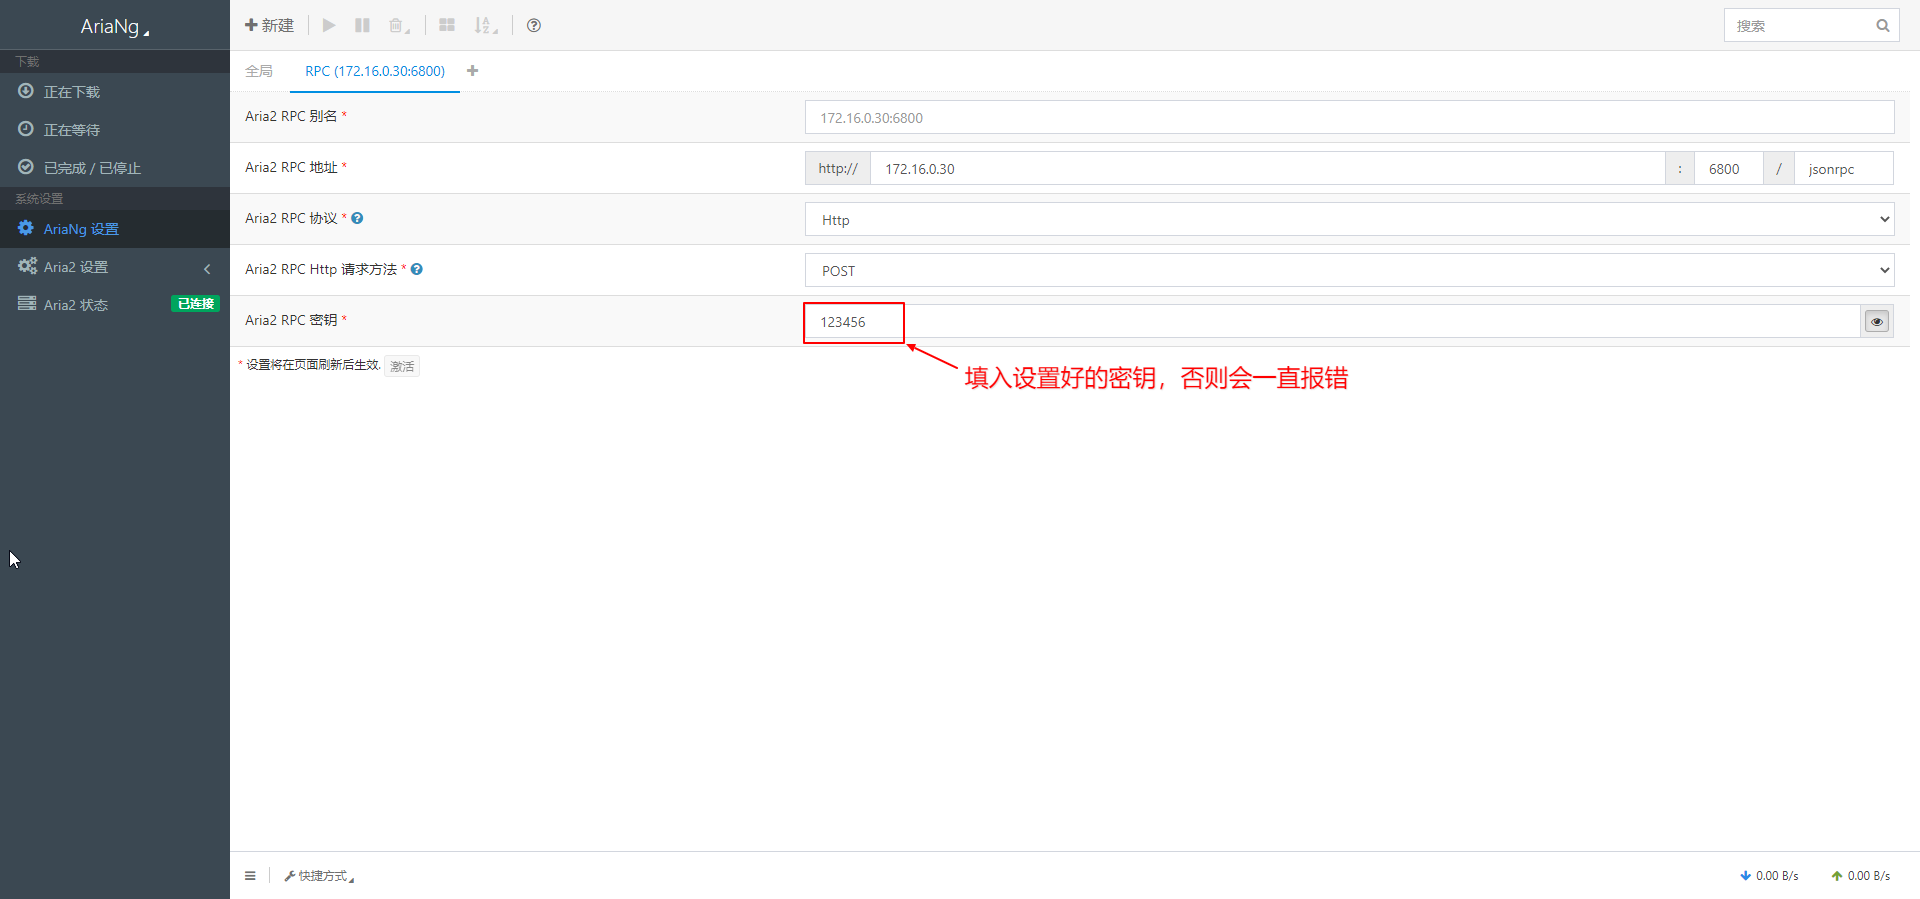 AriaNg
新建
搜索
下载
正在下载
正在等待
已完成 / 已停止
系统设置
AriaNg 设置
Aria2 设置
Aria2 状态
已连接
全局
RPC (172.16.0.30:6800)
Aria2 RPC 别名 *
172.16.0.30:6800
Aria2 RPC 地址 *
http:// 172.16.0.30 : 6800 / jsonrpc
Aria2 RPC 协议 *
Http
Aria2 RPC Http 请求方法 *
POST
Aria2 RPC 密钥 *
123456
* 设置将在页面刷新后生效. 激活
填入设置好的密钥，否则会一直报错
快捷方式
0.00 B/s
0.00 B/s